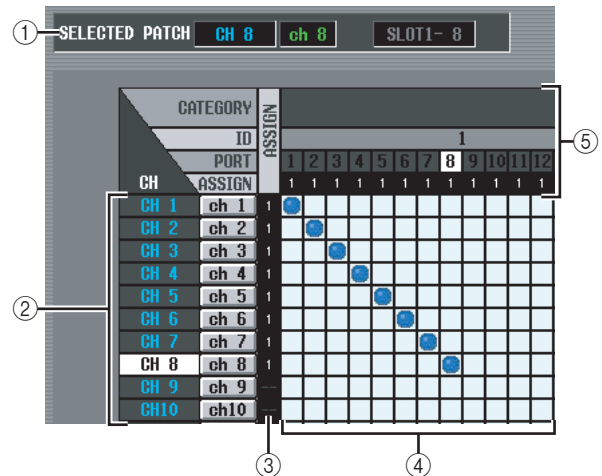 ①
SELECTED PATCH CH 8 ch 8 SLOT1- 8
CATEGORY
ASSIGN
ID 1
PORT 1 2 3 4 5 6 7 8 9 10 11 12
CH ASSIGN 1 1 1 1 1 1 1 1 1 1 1 1
⑤
CH 1 ch 1 1
CH 2 ch 2 1
CH 3 ch 3 1
CH 4 ch 4 1
CH 5 ch 5 1
②
CH 6 ch 6 1
CH 7 ch 7 1
CH 8 ch 8 1
CH 9 ch 9 --
CH10 ch10 --
③ ④